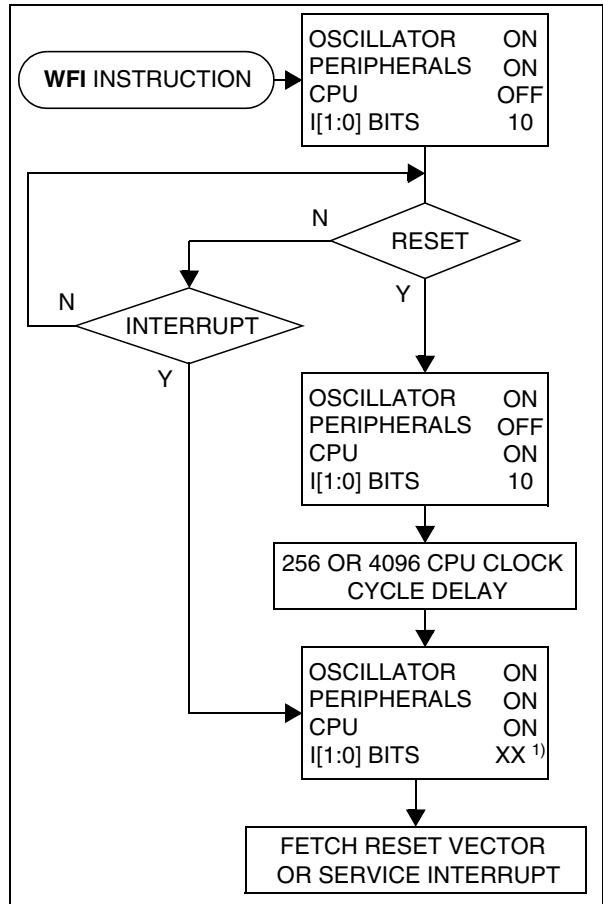 WFI INSTRUCTION
OSCILLATOR ON
PERIPHERALS ON
CPU OFF
I[1:0] BITS 10
N
RESET
Y
N
INTERRUPT
Y
OSCILLATOR ON
PERIPHERALS OFF
CPU ON
I[1:0] BITS 10
256 OR 4096 CPU CLOCK
CYCLE DELAY
OSCILLATOR ON
PERIPHERALS ON
CPU ON
I[1:0] BITS XX 1)
FETCH RESET VECTOR
OR SERVICE INTERRUPT